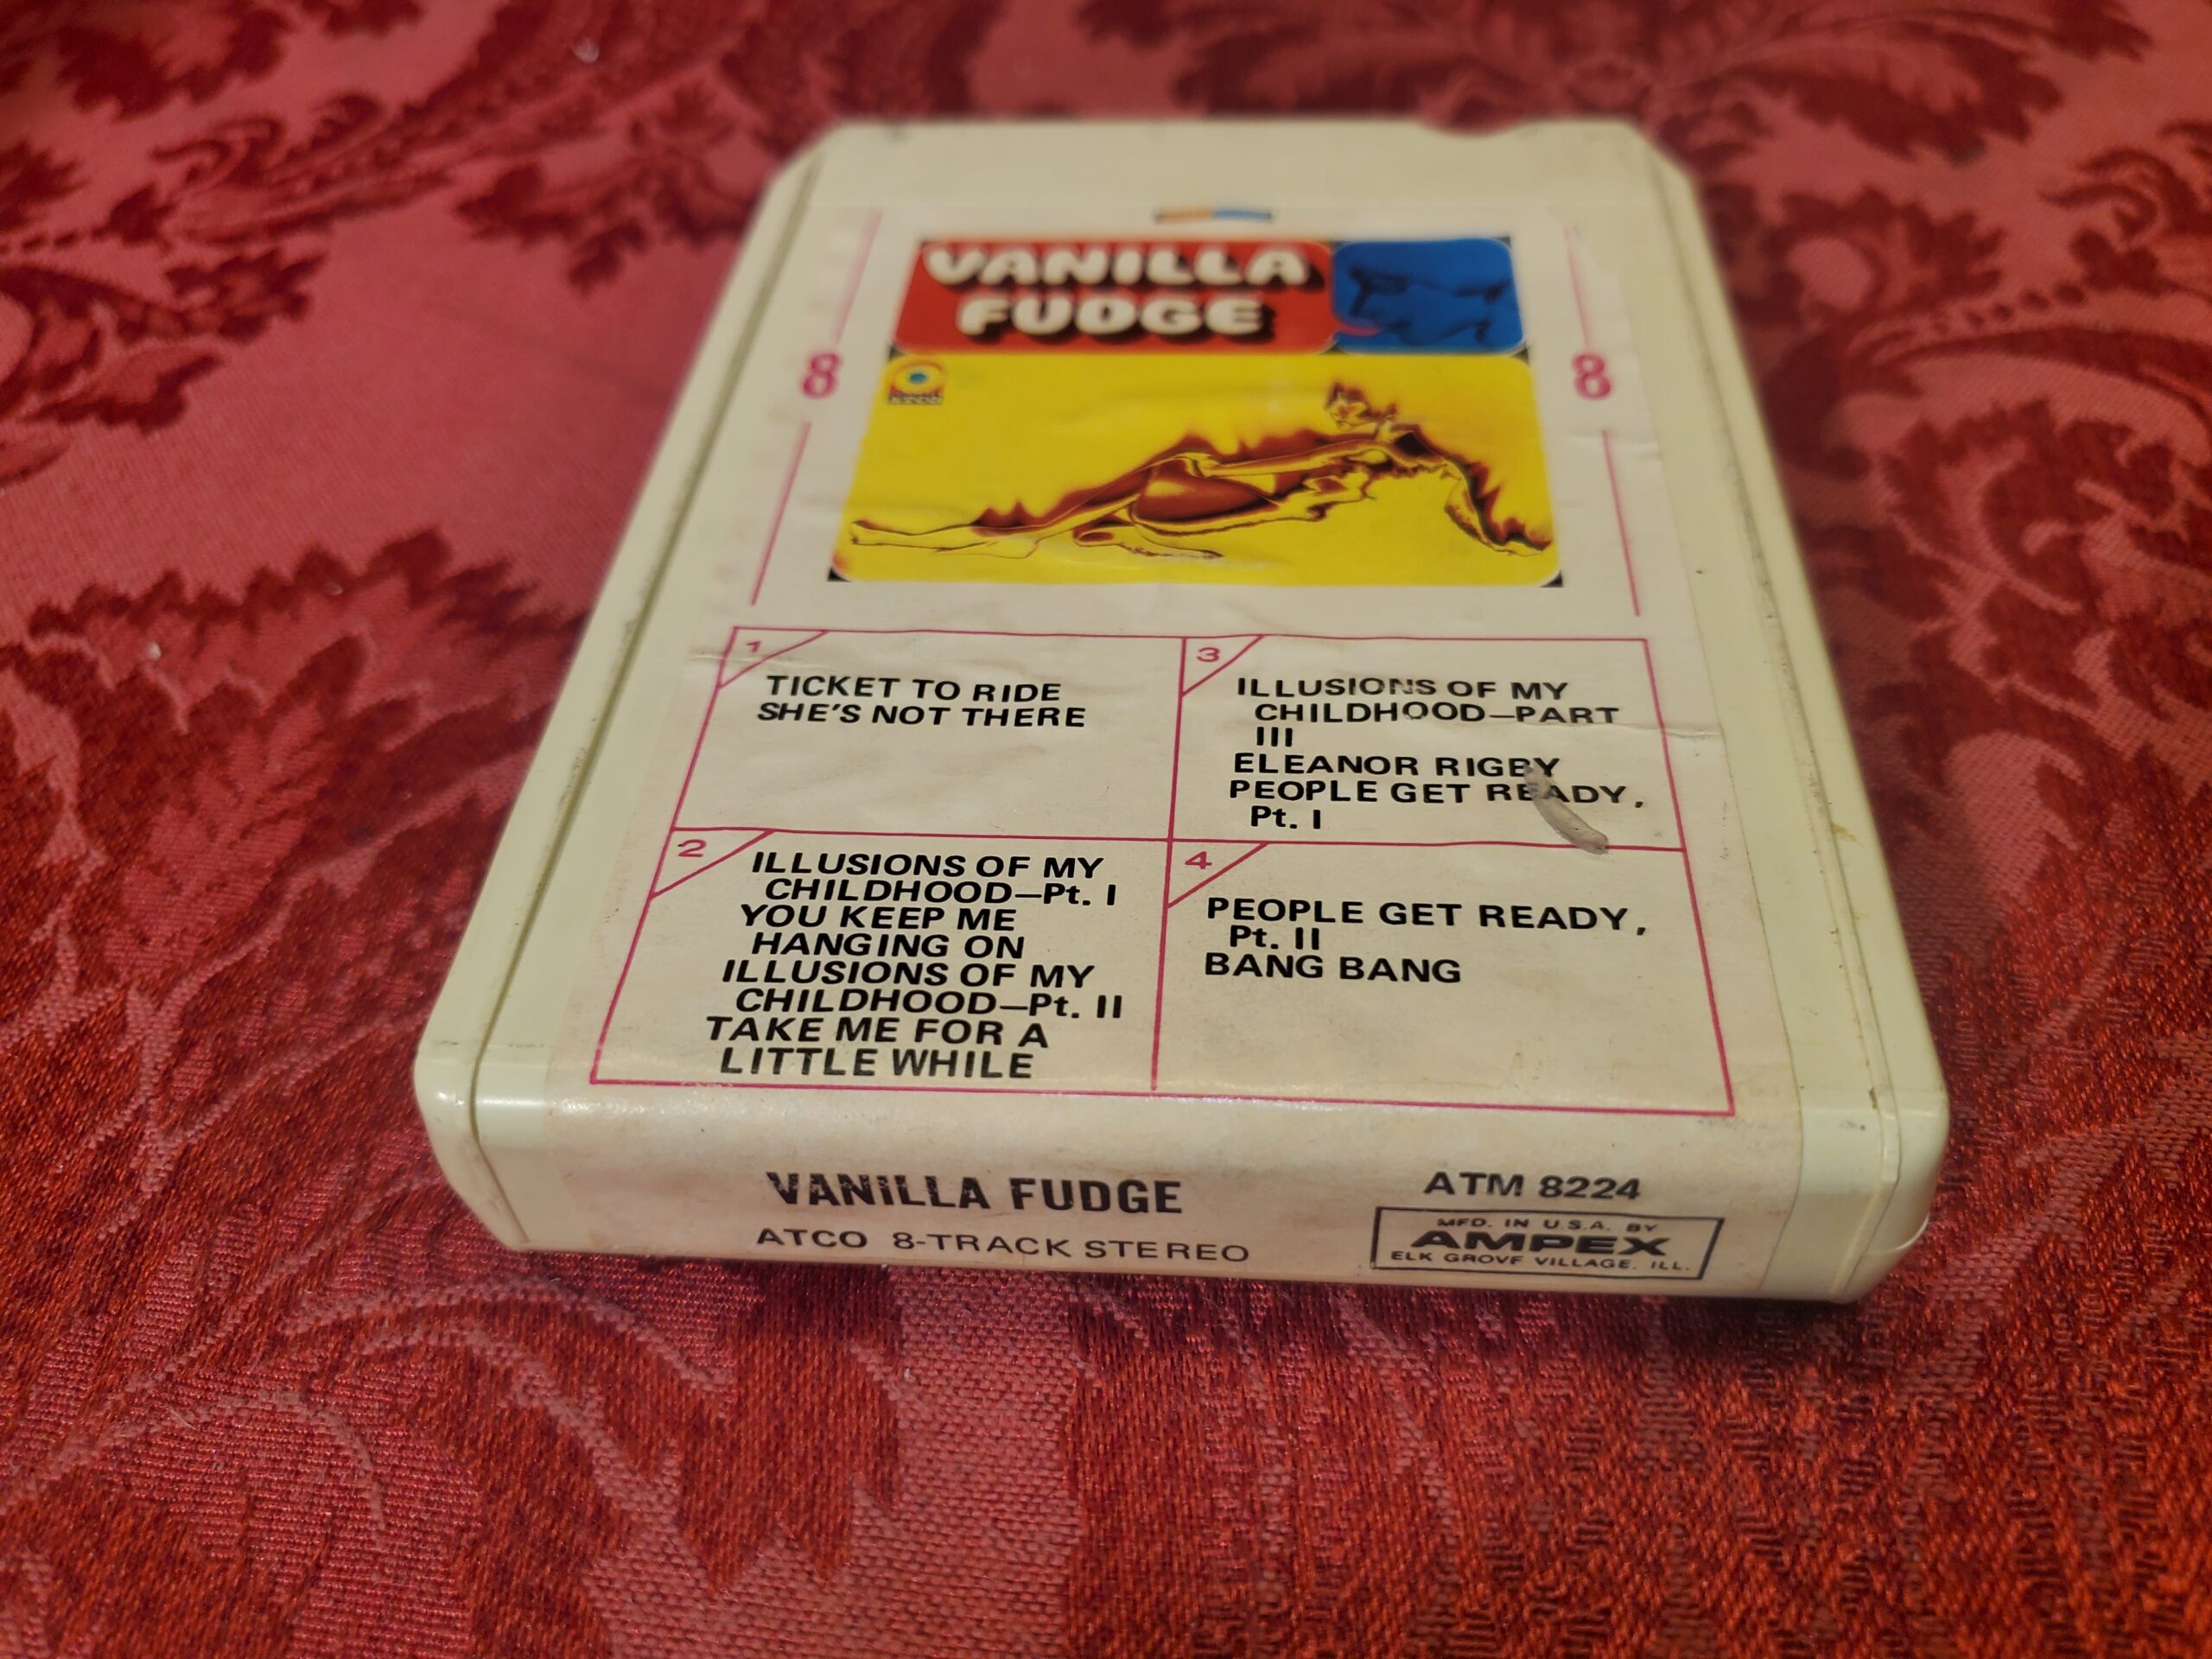 VANILLA
FUDGE
8
8
1
TICKET TO RIDE
SHE'S NOT THERE
2
ILLUSIONS OF MY
CHILDHOOD—Pt. I
YOU KEEP ME
HANGING ON
ILLUSIONS OF MY
CHILDHOOD—Pt. II
TAKE ME FOR A
LITTLE WHILE
3
ILLUSIONS OF MY
CHILDHOOD—PART
III
ELEANOR RIGBY
PEOPLE GET READY,
Pt. I
4
PEOPLE GET READY,
Pt. II
BANG BANG
VANILLA FUDGE
ATCO 8-TRACK STEREO
ATM 8224
MFD. IN U.S.A. BY
AMPEX
ELK GROVE VILLAGE, ILL.